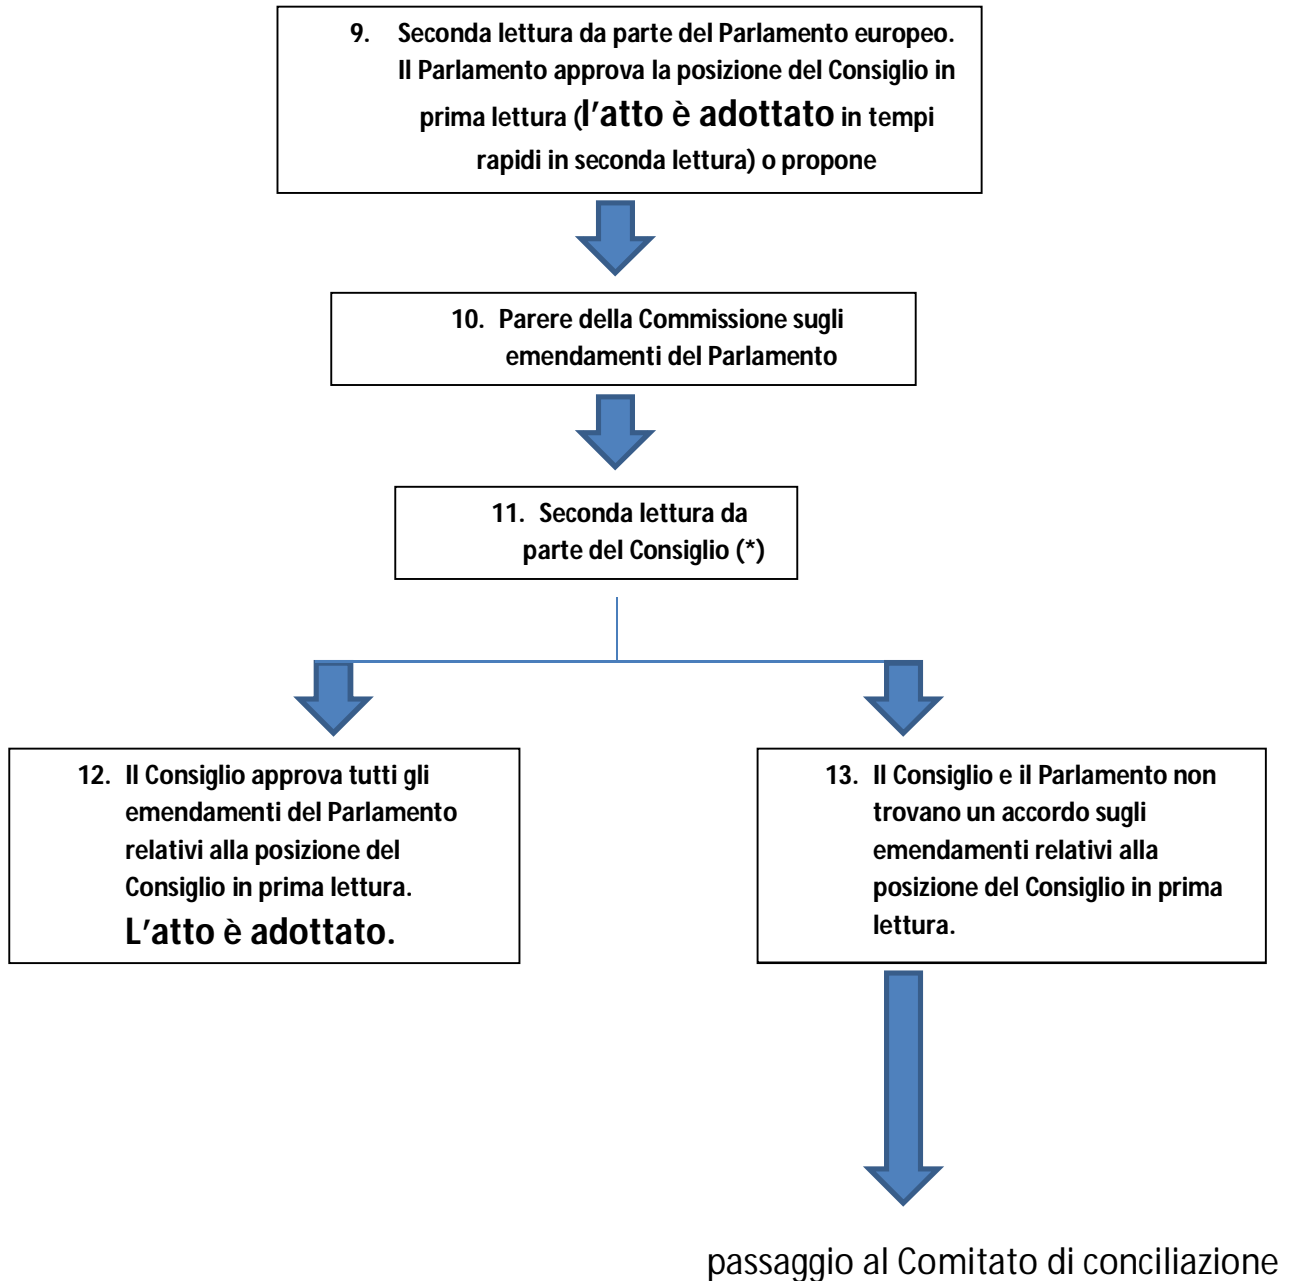 9. Seconda lettura da parte del Parlamento europeo.
Il Parlamento approva la posizione del Consiglio in
prima lettura (l'atto è adottato in tempi
rapidi in seconda lettura) o propone
10. Parere della Commissione sugli
emendamenti del Parlamento
11. Seconda lettura da
parte del Consiglio (*)
12. Il Consiglio approva tutti gli
emendamenti del Parlamento
relativi alla posizione del
Consiglio in prima lettura.
L'atto è adottato.
13. Il Consiglio e il Parlamento non
trovano un accordo sugli
emendamenti relativi alla
posizione del Consiglio in prima
lettura.
passaggio al Comitato di conciliazione